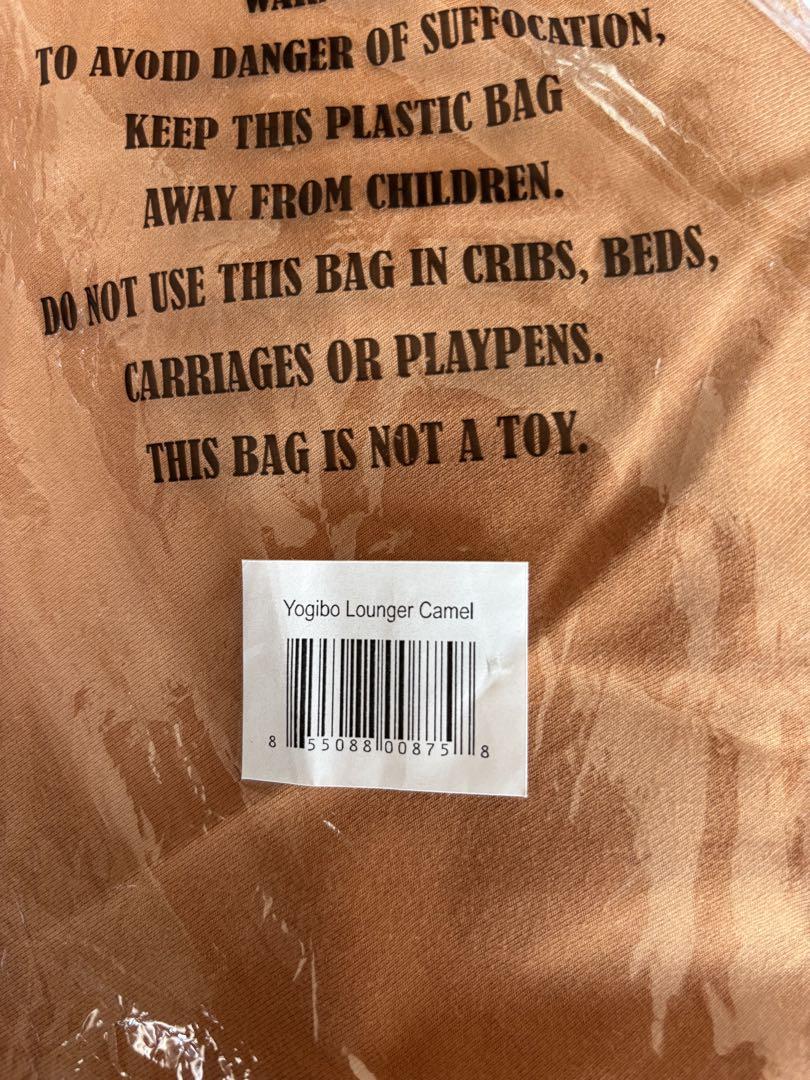 TO AVOID DANGER OF SUFFOCATION,
KEEP THIS PLASTIC BAG
AWAY FROM CHILDREN.
DO NOT USE THIS BAG IN CRIBS, BEDS,
CARRIAGES OR PLAYPENS.
THIS BAG IS NOT A TOY.
Yogibo Lounger Camel
8 55088 00875 8